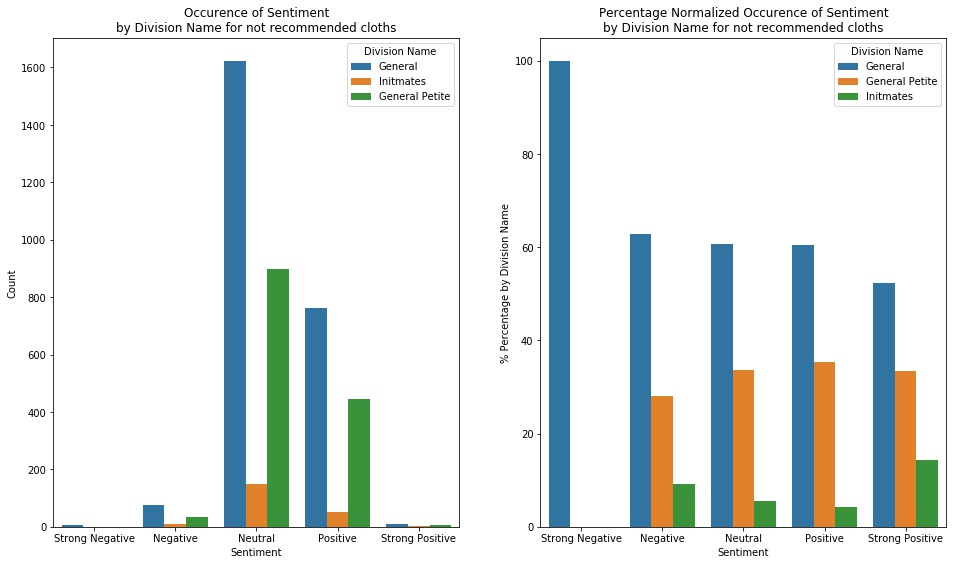 Occurence of Sentiment
by Division Name for not recommended cloths
Division Name
General
Initmates
General Petite
1600
1400
1200
1000
800
600
400
200
0
Count
Strong Negative Negative Neutral Positive Strong Positive
Sentiment
Percentage Normalized Occurence of Sentiment
by Division Name for not recommended cloths
Division Name
General
General Petite
Initmates
100
80
60
40
20
0
% Percentage by Division Name
Strong Negative Negative Neutral Positive Strong Positive
Sentiment